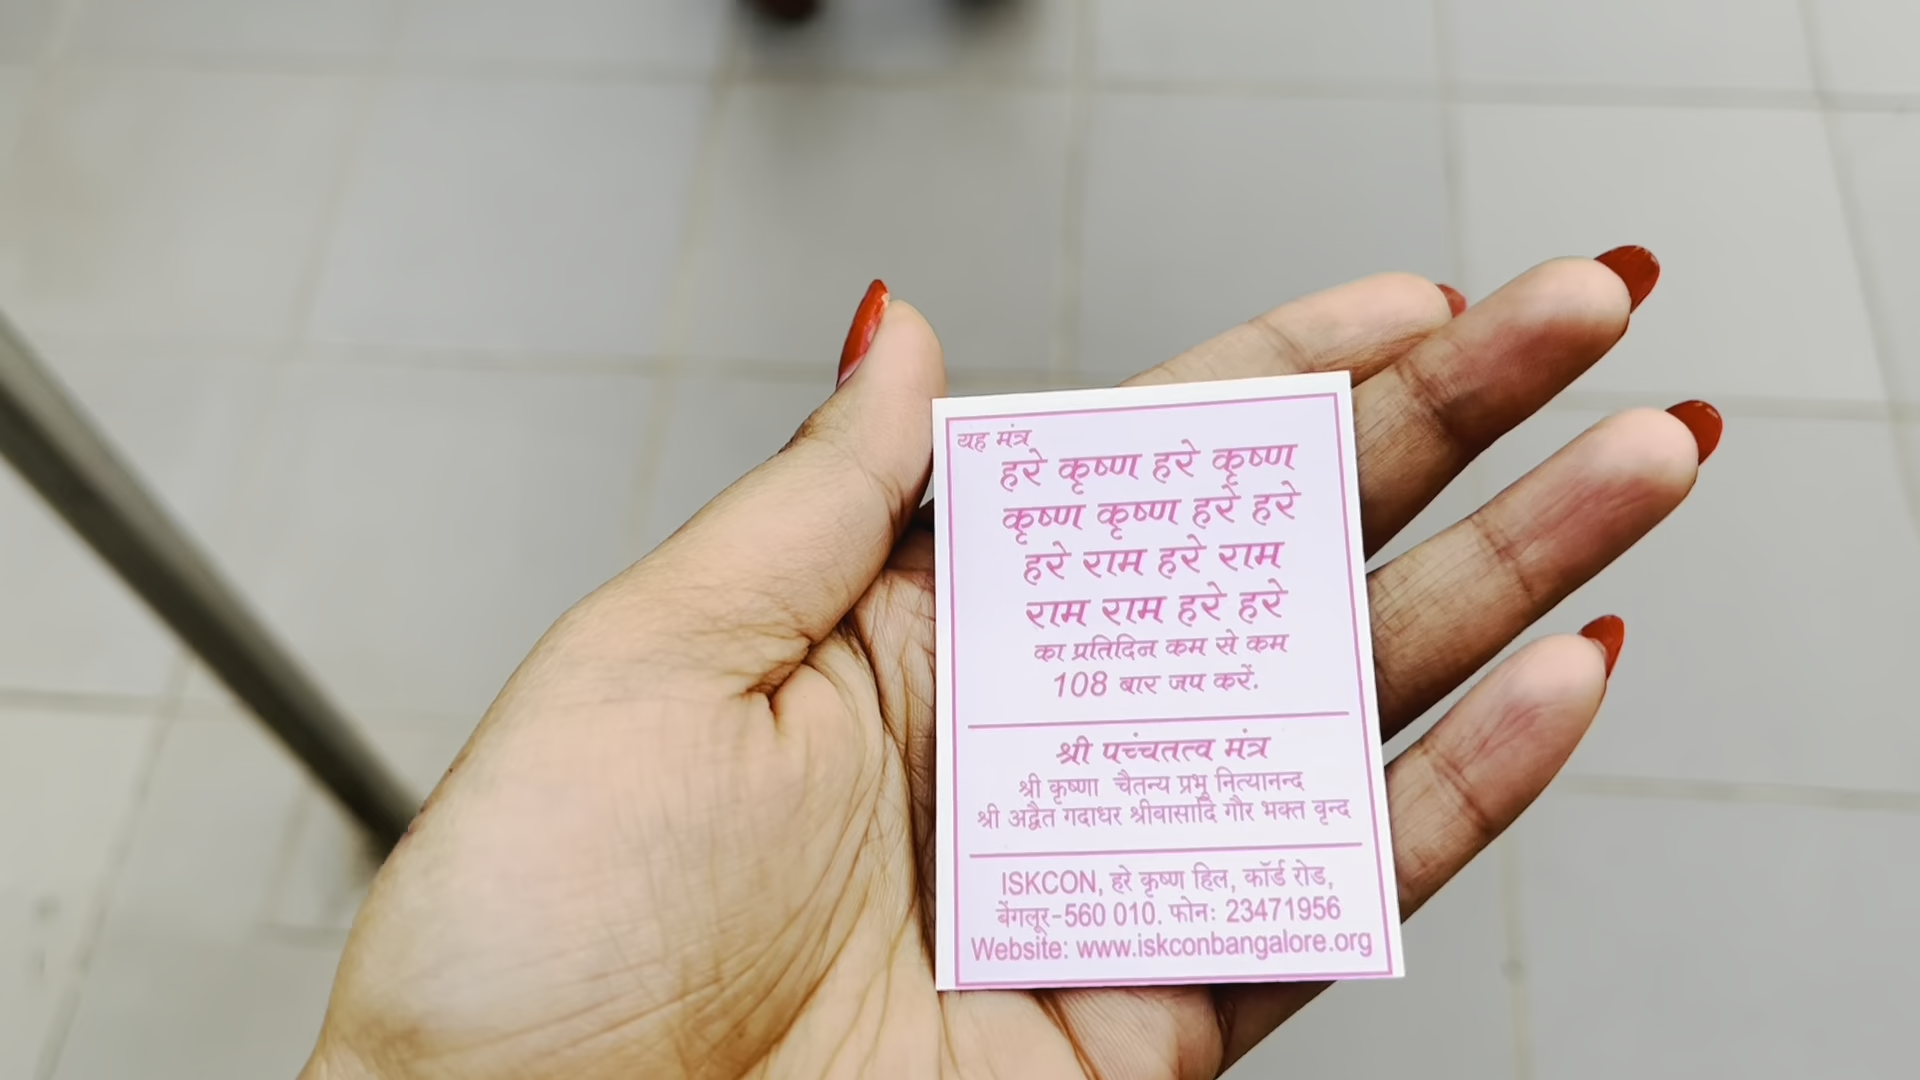 यह मंत्र
हरे कृष्ण हरे कृष्ण
कृष्ण कृष्ण हरे हरे
हरे राम हरे राम
राम राम हरे हरे
का प्रतिदिन कम से कम
108 बार जप करें.
श्री पच्चंतत्व मंत्र
श्री कृष्णा चैतन्य प्रभु नित्यानन्द
श्री अद्वैत गदाधर श्रीवासादि गौर भक्त वृन्द
ISKCON, हरे कृष्ण हिल, कॉर्ड रोड,
बेंगलूर-560 010. फोन: 23471956
Website: www.iskconbangalore.org